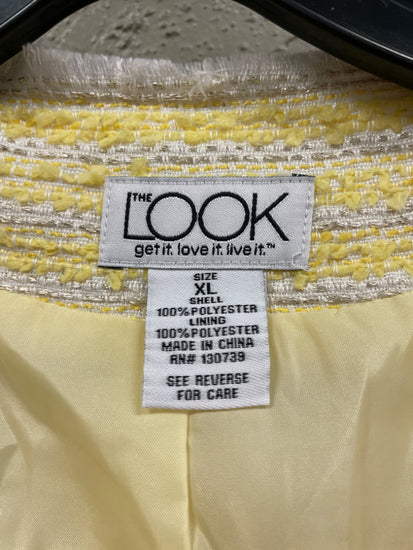 THE
LOOK
get it. love it. live it.™
SIZE
XL
SHELL
100% POLYESTER
LINING
100% POLYESTER
MADE IN CHINA
RN# 130739
SEE REVERSE
FOR CARE